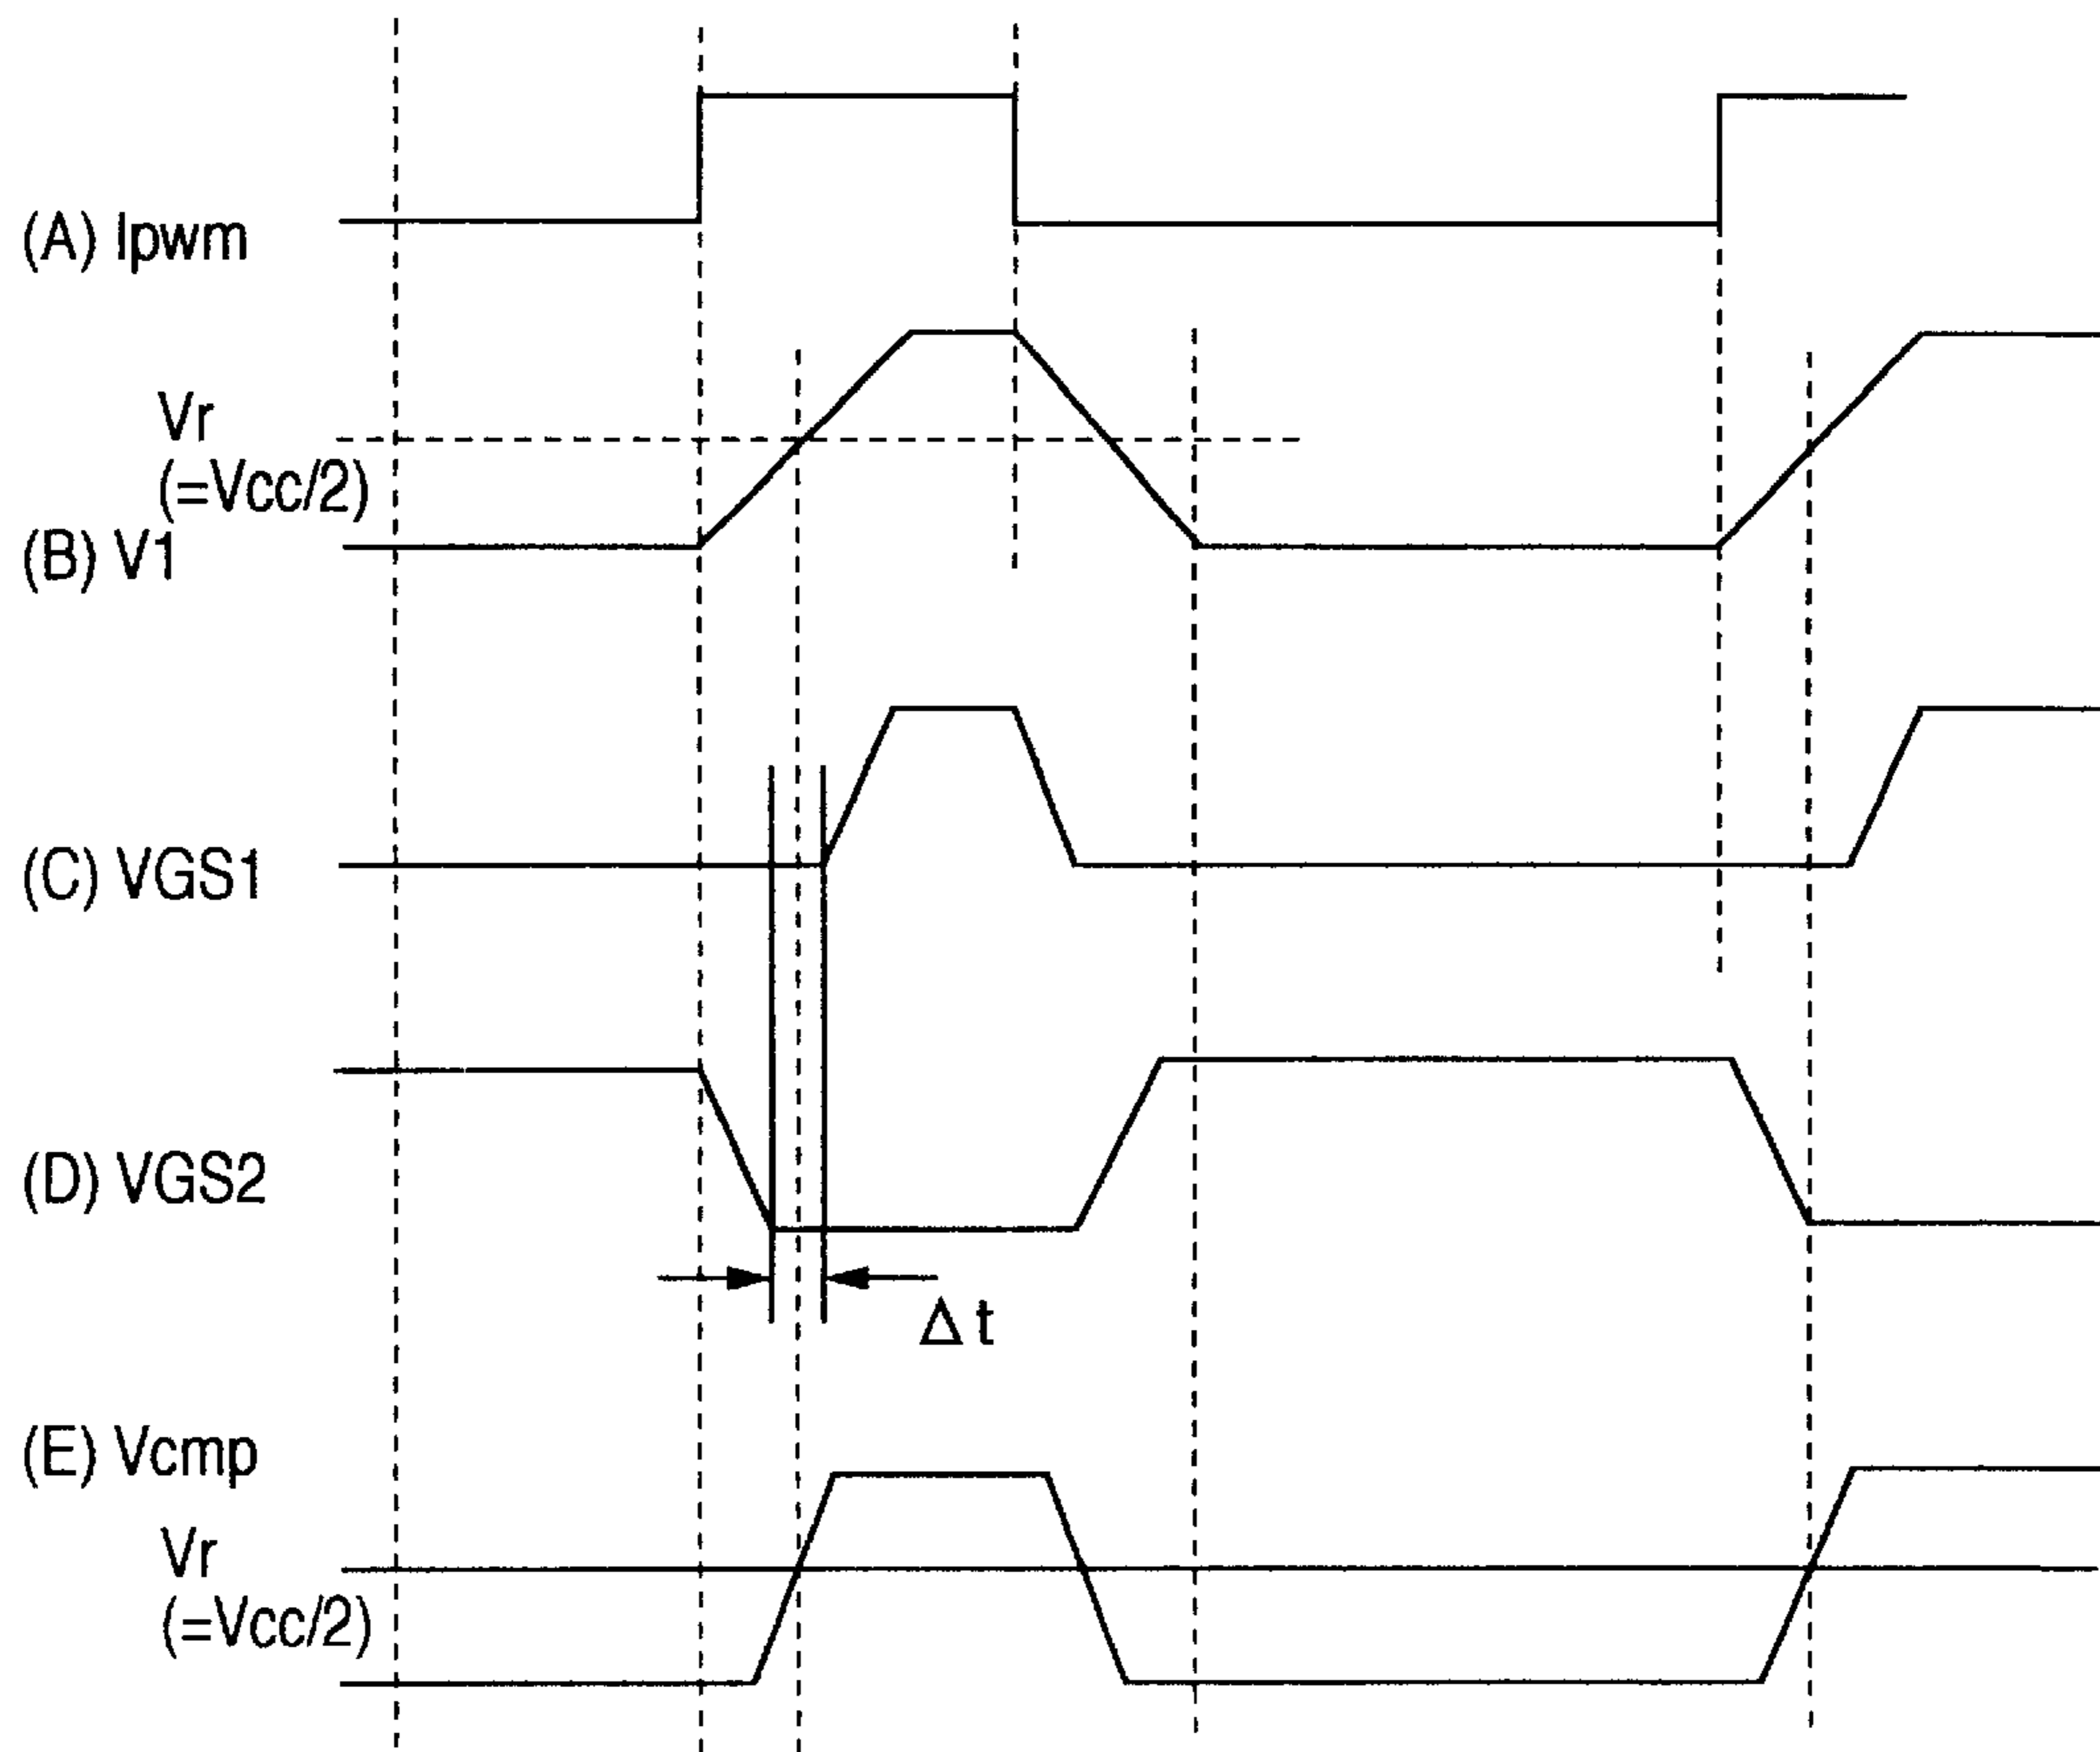 (A) Ipwm
Vr
(=Vcc/2)
(B) V1
(C) VGS1
(D) VGS2
Δt
(E) Vcmp
Vr
(=Vcc/2)